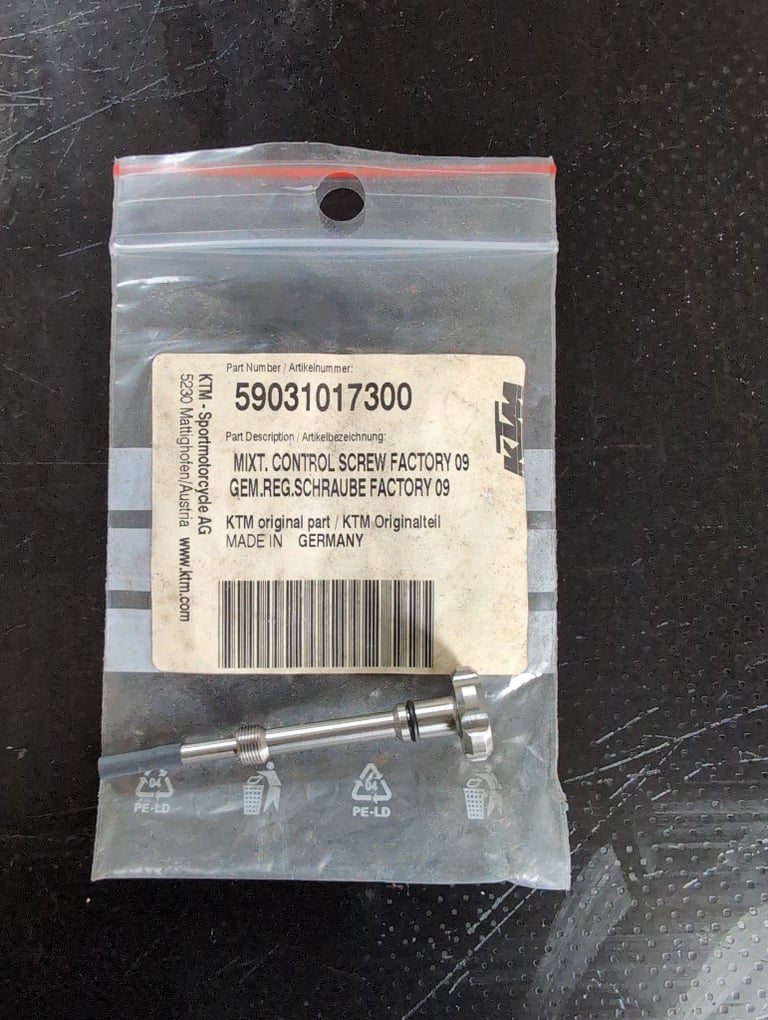 Part Number / Artikelnummer:
59031017300
Part Description / Artikelbezeichnung:
MIXT. CONTROL SCREW FACTORY 09
GEM.REG.SCHRAUBE FACTORY 09
KTM original part / KTM Originalteil
MADE IN GERMANY
KTM - Sportmotorcycle AG
5230 Mattighofen/Austria www.ktm.com
KTM
04
PE-LD
04
PE-LD